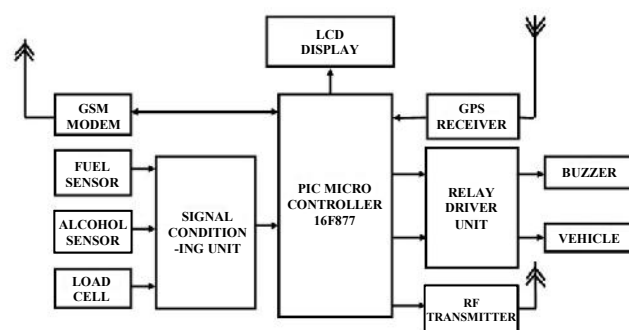 LCD
DISPLAY
GSM
MODEM
GPS
RECEIVER
FUEL
SENSOR
ALCOHOL
SENSOR
LOAD
CELL
SIGNAL
CONDITION
-ING UNIT
PIC MICRO
CONTROLLER
16F877
RELAY
DRIVER
UNIT
BUZZER
VEHICLE
RF
TRANSMITTER